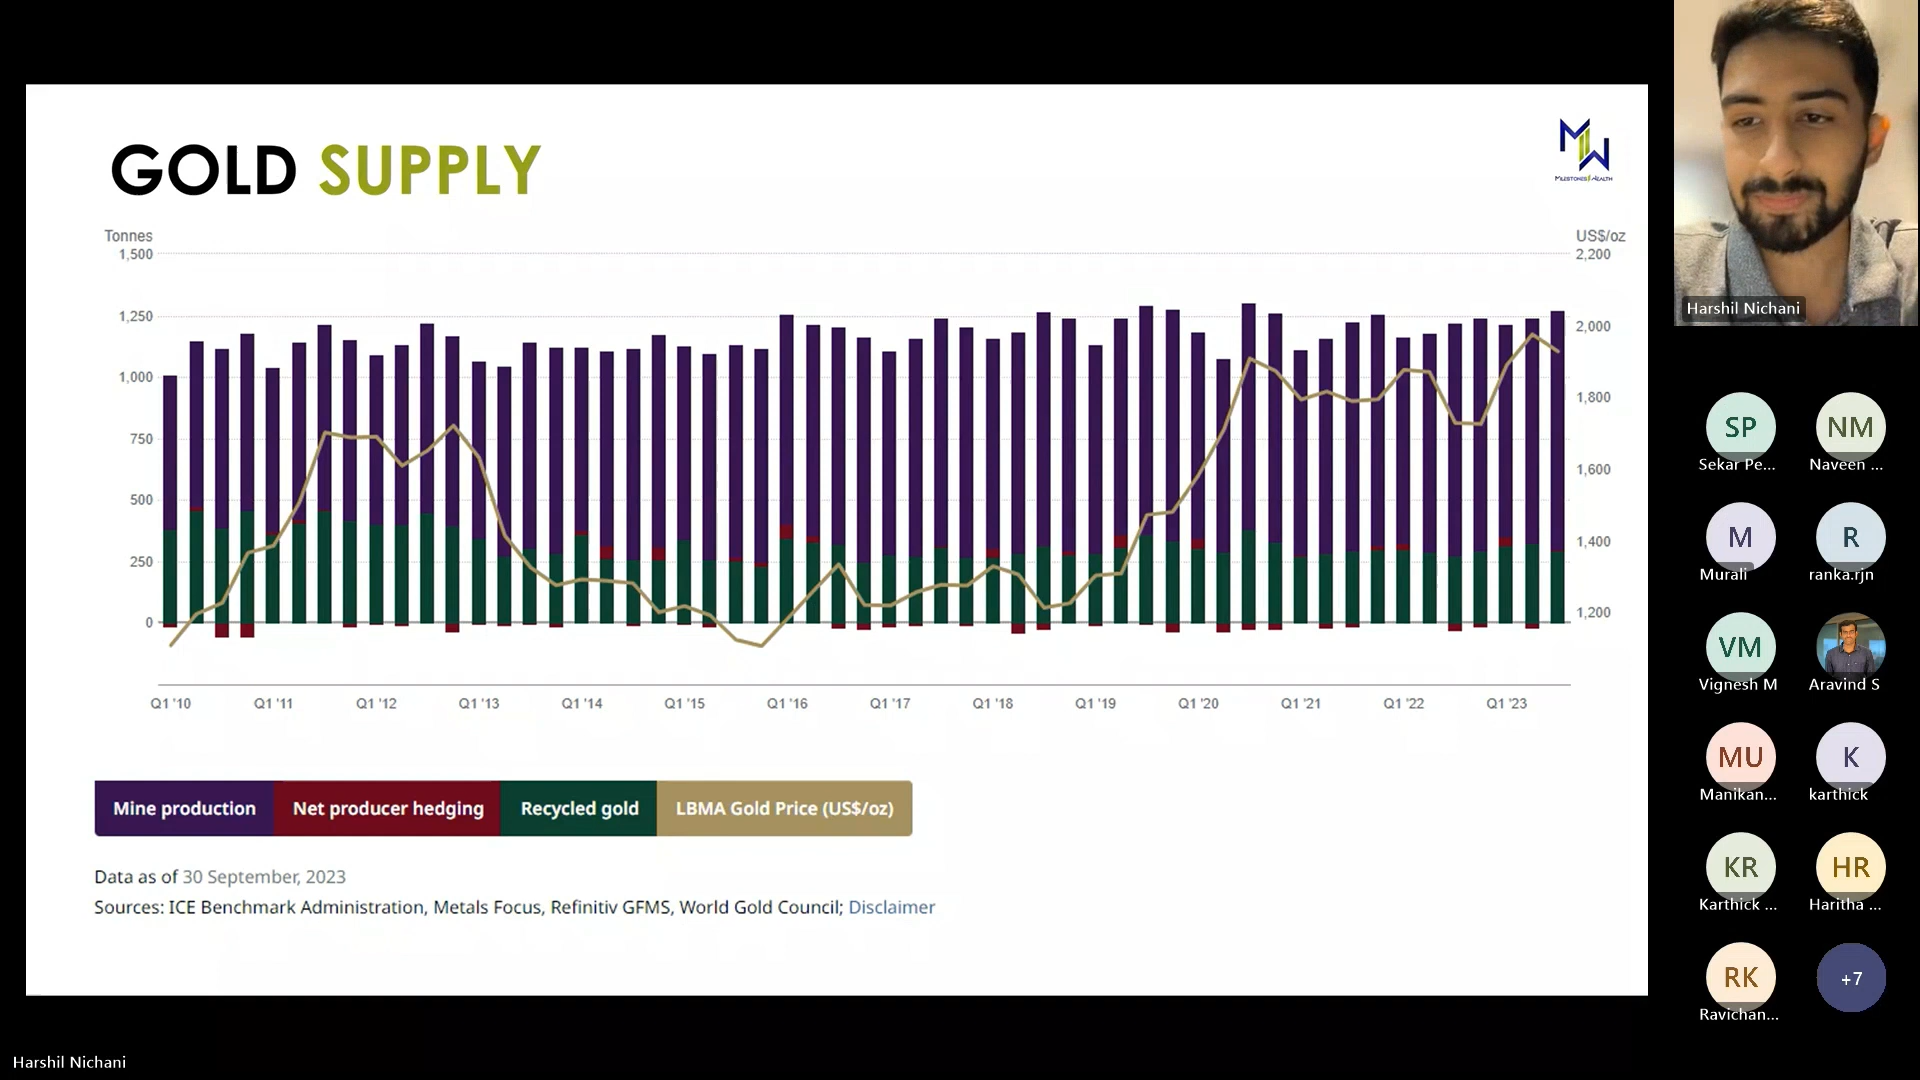 GOLD SUPPLY
MILESTONES2WEALTH
Tonnes
US$/oz
1,500
1,250
1,000
750
500
250
0
2,200
2,000
1,800
1,600
1,400
1,200
Q1 '10 Q1 '11 Q1 '12 Q1 '13 Q1 '14 Q1 '15 Q1 '16 Q1 '17 Q1 '18 Q1 '19 Q1 '20 Q1 '21 Q1 '22 Q1 '23
Mine production Net producer hedging Recycled gold LBMA Gold Price (US$/oz)
Data as of 30 September, 2023
Sources: ICE Benchmark Administration, Metals Focus, Refinitiv GFMS, World Gold Council; Disclaimer
Harshil Nichani
SP NM
Sekar Pe... Naveen ...
M R
Murali ranka.rjn
VM
Vignesh M Aravind S
MU K
Manikan... karthick
KR HR
Karthick ... Haritha ...
RK +7
Ravichan...
Harshil Nichani